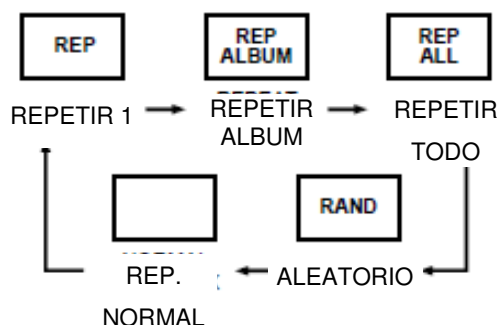 REP
REP
ALBUM
REP
ALL
REPETIR 1
REPETIR
ALBUM
REPETIR
TODO
RAND
REP.
NORMAL
ALEATORIO